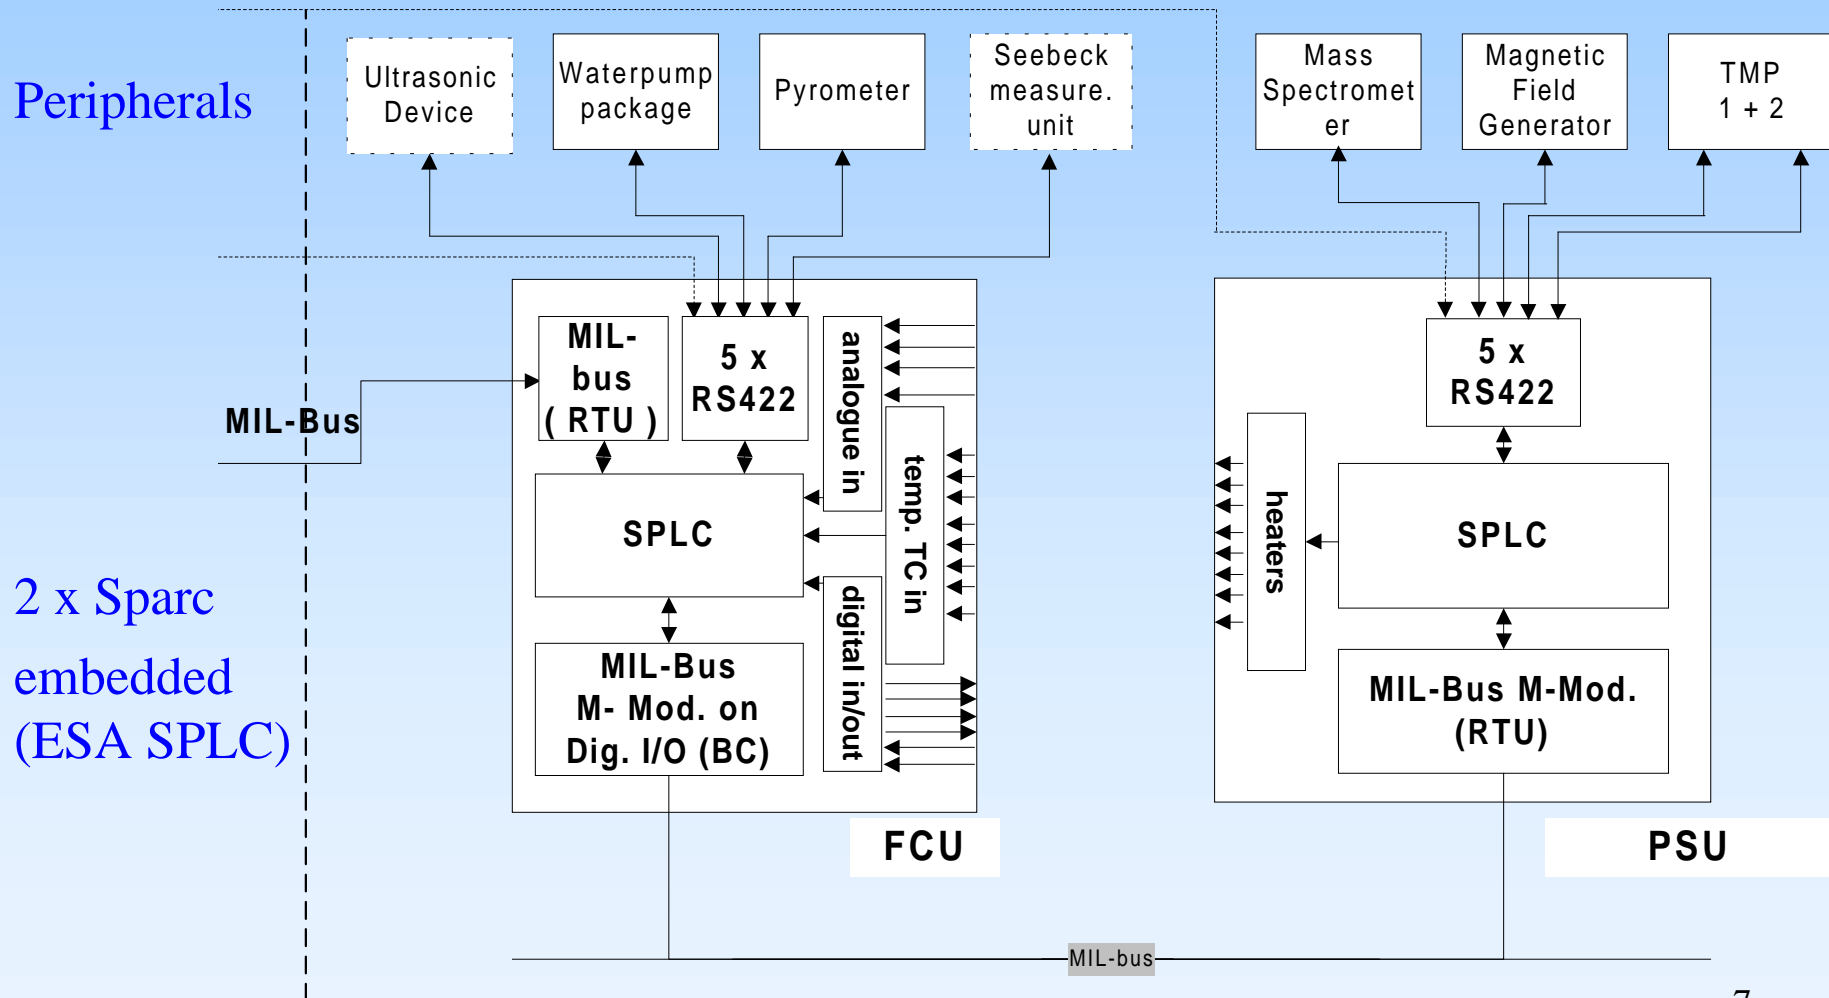 Peripherals
Ultrasonic
Device
Waterpump
package
Pyrometer
Seebeck
measure.
unit
Mass
Spectromet
er
Magnetic
Field
Generator
TMP
1 + 2
MIL-Bus
MIL-
bus
( RTU )
5 x
RS422
analogue in
temp. TC in
SPLC
digital in/out
MIL-Bus
M- Mod. on
Dig. I/O (BC)
FCU
5 x
RS422
heaters
SPLC
MIL-Bus M-Mod.
(RTU)
PSU
2 x Sparc
embedded
(ESA SPLC)
MIL-bus
7